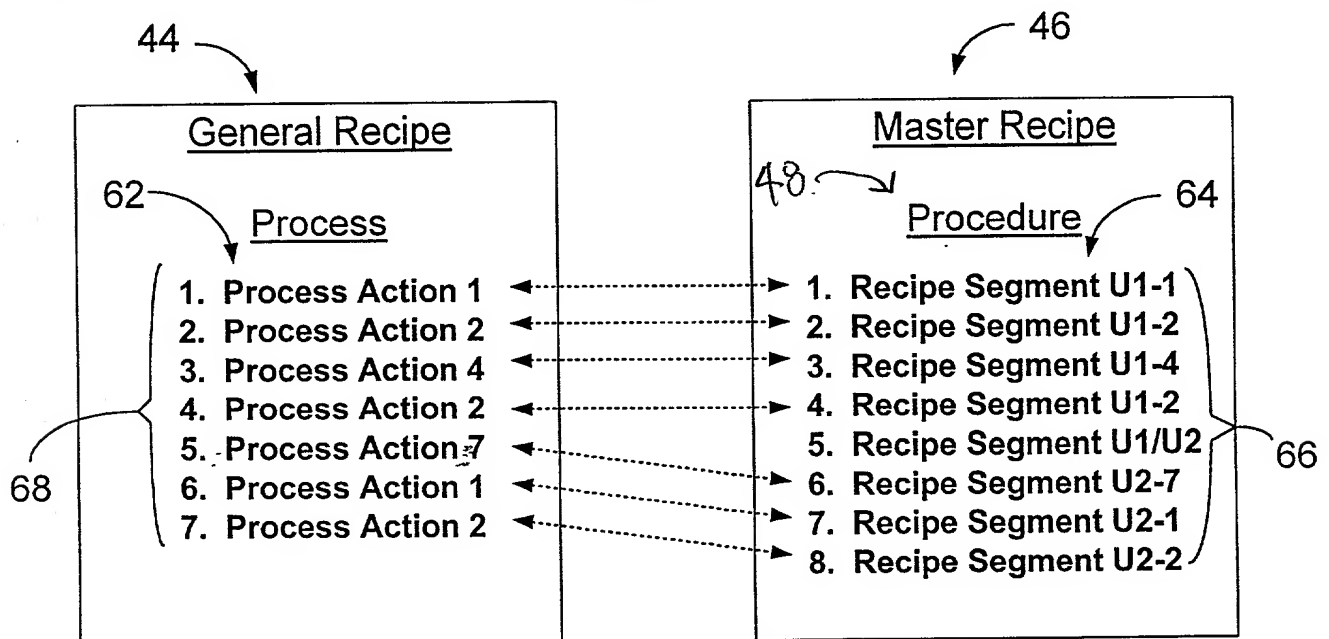 44
46
General Recipe
Master Recipe
62
48
64
Process
Procedure
1. Process Action 1
2. Process Action 2
3. Process Action 4
4. Process Action 2
5. Process Action 7
6. Process Action 1
7. Process Action 2
68
1. Recipe Segment U1-1
2. Recipe Segment U1-2
3. Recipe Segment U1-4
4. Recipe Segment U1-2
5. Recipe Segment U1/U2
6. Recipe Segment U2-7
7. Recipe Segment U2-1
8. Recipe Segment U2-2
66